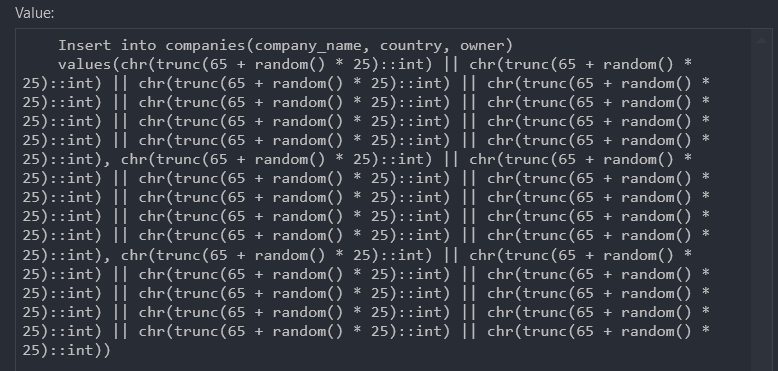 Value:
Insert into companies(company_name, country, owner)
values(chr(trunc(65 + random() * 25)::int) || chr(trunc(65 + random() *
25)::int) || chr(trunc(65 + random() * 25)::int) || chr(trunc(65 + random() *
25)::int) || chr(trunc(65 + random() * 25)::int) || chr(trunc(65 + random() *
25)::int) || chr(trunc(65 + random() * 25)::int) || chr(trunc(65 + random() *
25)::int) || chr(trunc(65 + random() * 25)::int) || chr(trunc(65 + random() *
25)::int), chr(trunc(65 + random() * 25)::int) || chr(trunc(65 + random() *
25)::int) || chr(trunc(65 + random() * 25)::int) || chr(trunc(65 + random() *
25)::int) || chr(trunc(65 + random() * 25)::int) || chr(trunc(65 + random() *
25)::int) || chr(trunc(65 + random() * 25)::int) || chr(trunc(65 + random() *
25)::int) || chr(trunc(65 + random() * 25)::int) || chr(trunc(65 + random() *
25)::int), chr(trunc(65 + random() * 25)::int) || chr(trunc(65 + random() *
25)::int) || chr(trunc(65 + random() * 25)::int) || chr(trunc(65 + random() *
25)::int) || chr(trunc(65 + random() * 25)::int) || chr(trunc(65 + random() *
25)::int) || chr(trunc(65 + random() * 25)::int) || chr(trunc(65 + random() *
25)::int) || chr(trunc(65 + random() * 25)::int) || chr(trunc(65 + random() *
25)::int))